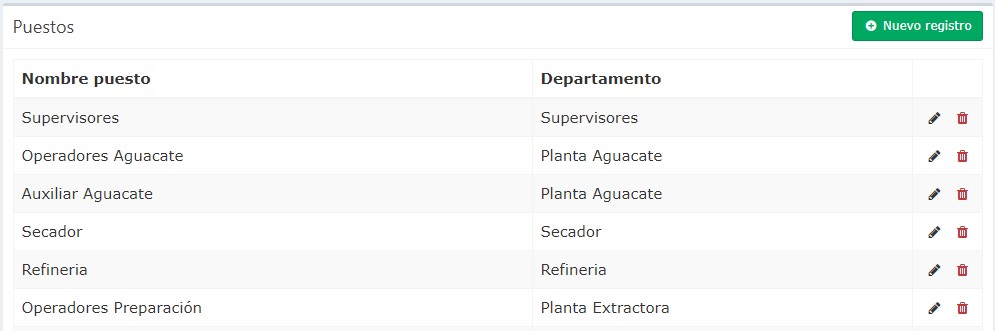 Puestos
Nuevo registro
Nombre puesto Departamento
Supervisores Supervisores
Operadores Aguacate Planta Aguacate
Auxiliar Aguacate Planta Aguacate
Secador Secador
Refineria Refineria
Operadores Preparación Planta Extractora